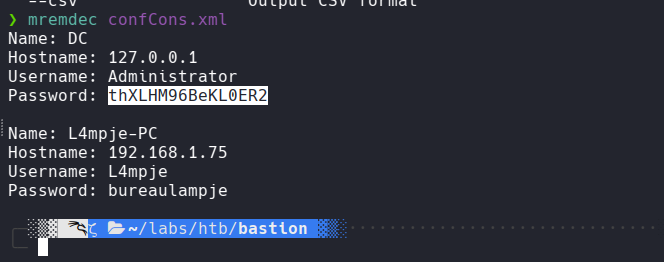 --csv Output CSV format
❯ mremdec confCons.xml
Name: DC
Hostname: 127.0.0.1
Username: Administrator
Password: thXLHM96BeKL0ER2
Name: L4mpje-PC
Hostname: 192.168.1.75
Username: L4mpje
Password: bureaulampje
~/labs/htb/bastion